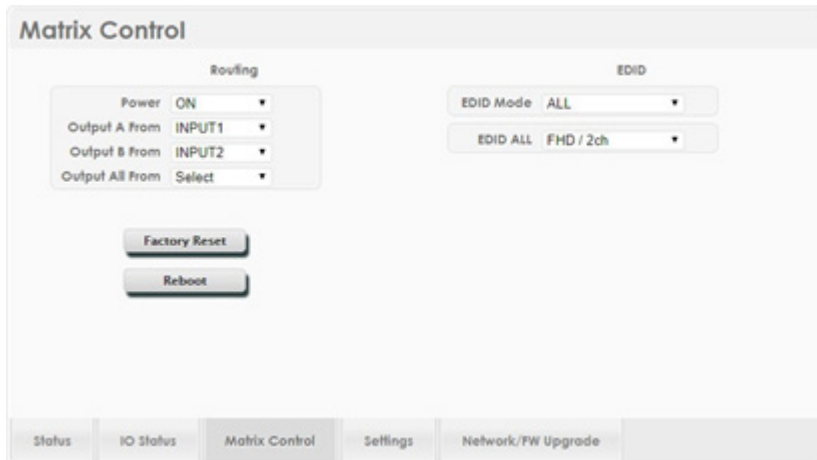 Matrix Control
Routing
Power ON
Output A From INPUT1
Output B From INPUT2
Output All From Select
Factory Reset
Reboot
EDID
EDID Mode ALL
EDID ALL FHD / 2ch
Status IO Status Matrix Control Settings Network/FW Upgrade